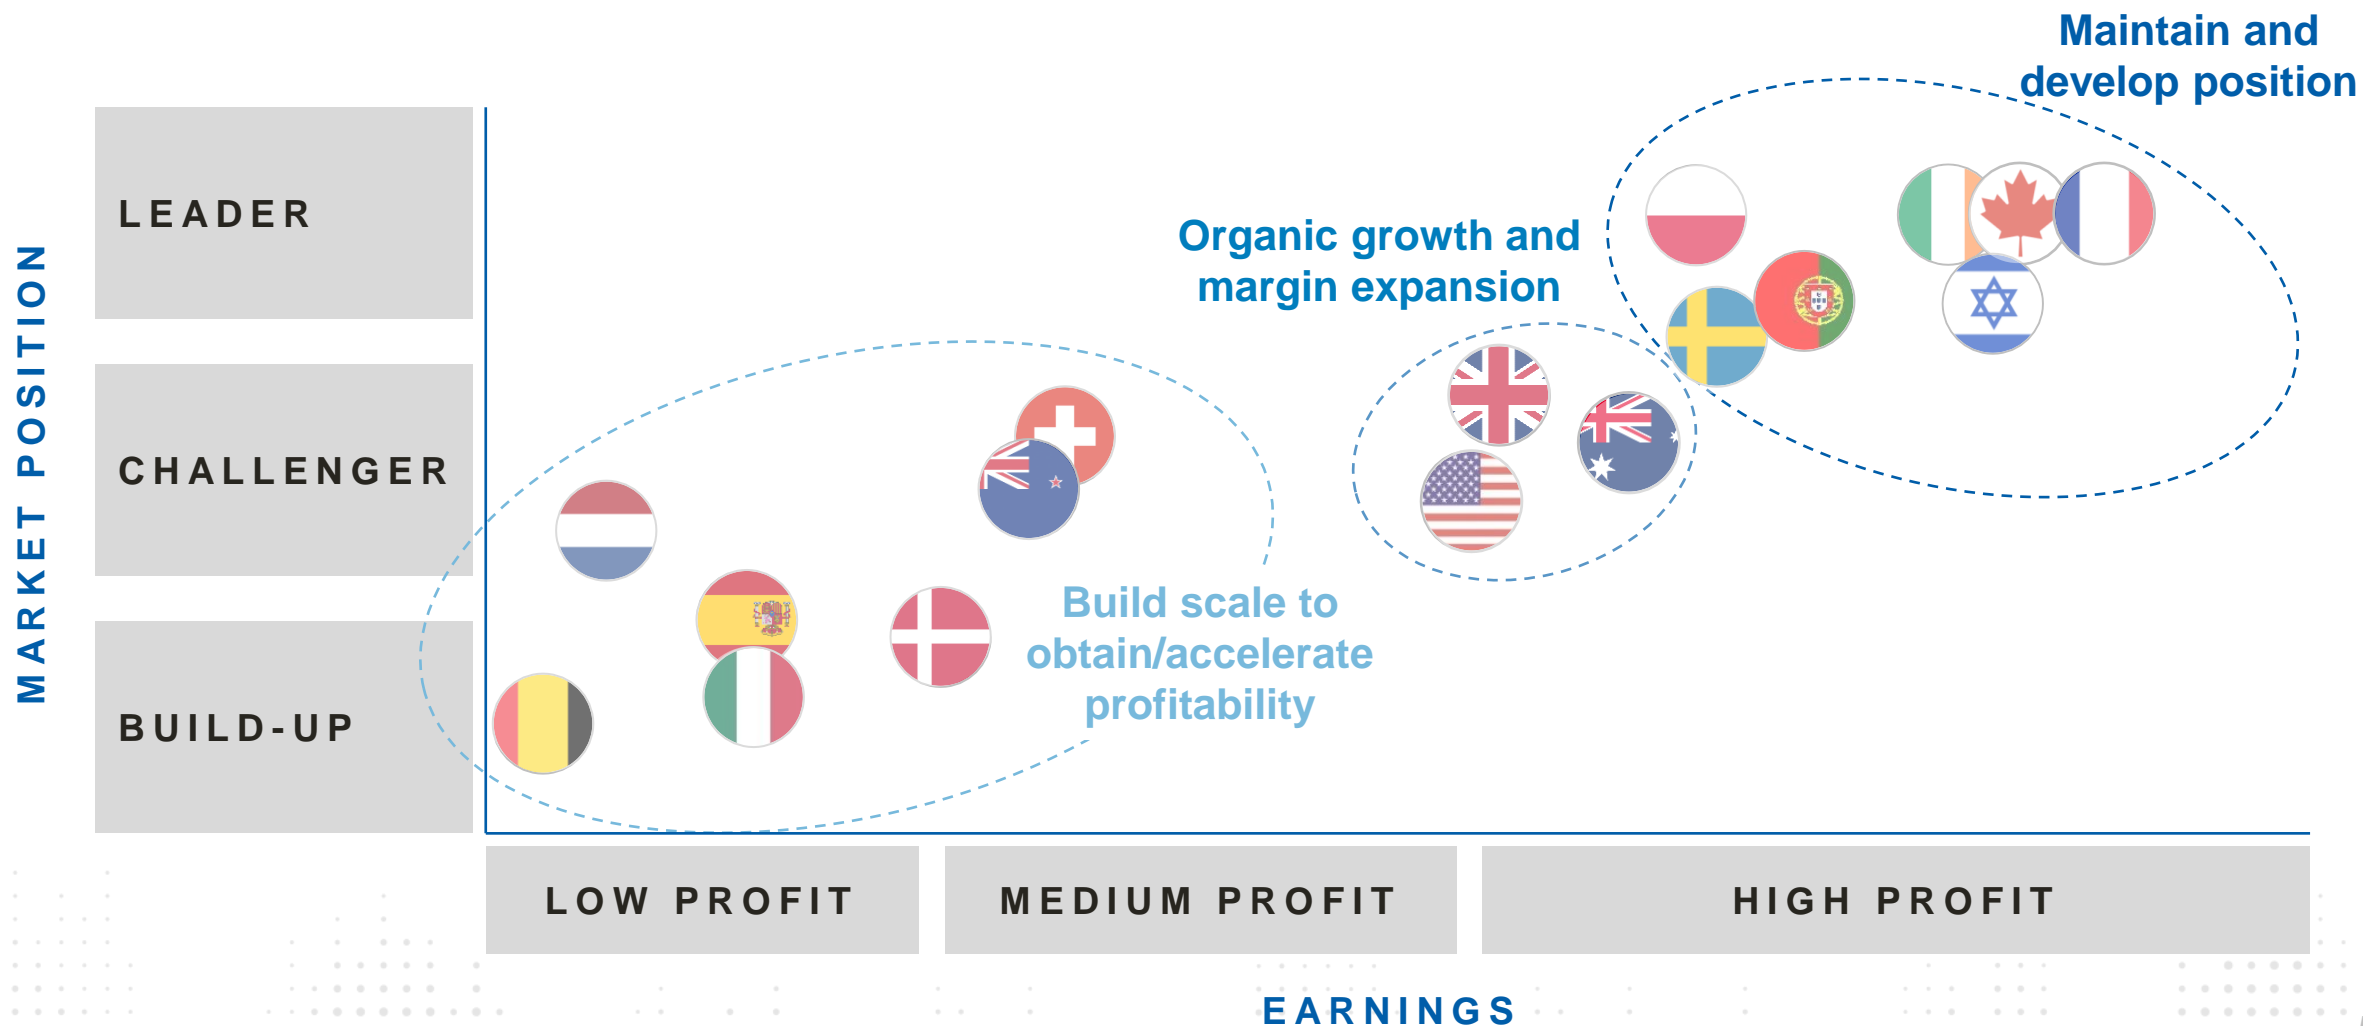 Maintain and
develop position
Organic growth and
margin expansion
Build scale to
obtain/accelerate
profitability
MARKET POSITION
LEADER
CHALLENGER
BUILD-UP
LOW PROFIT
MEDIUM PROFIT
HIGH PROFIT
EARNINGS